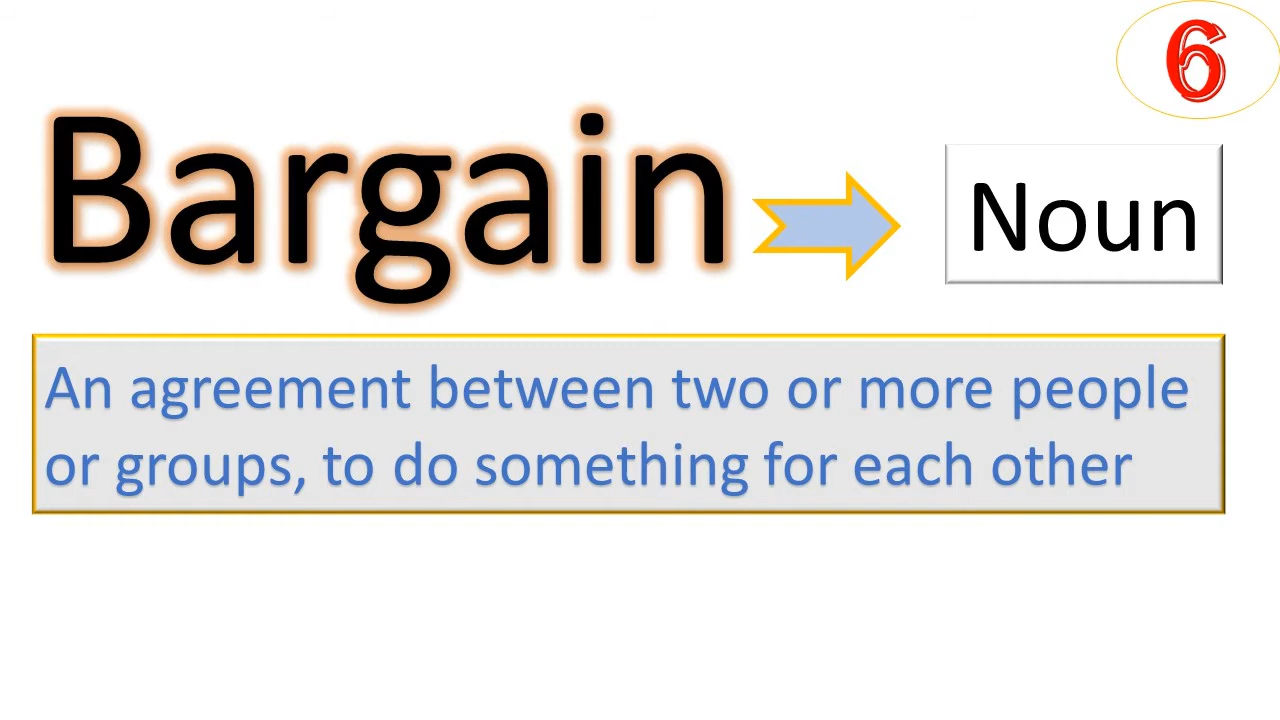 6
Bargain
Noun
An agreement between two or more people
or groups, to do something for each other